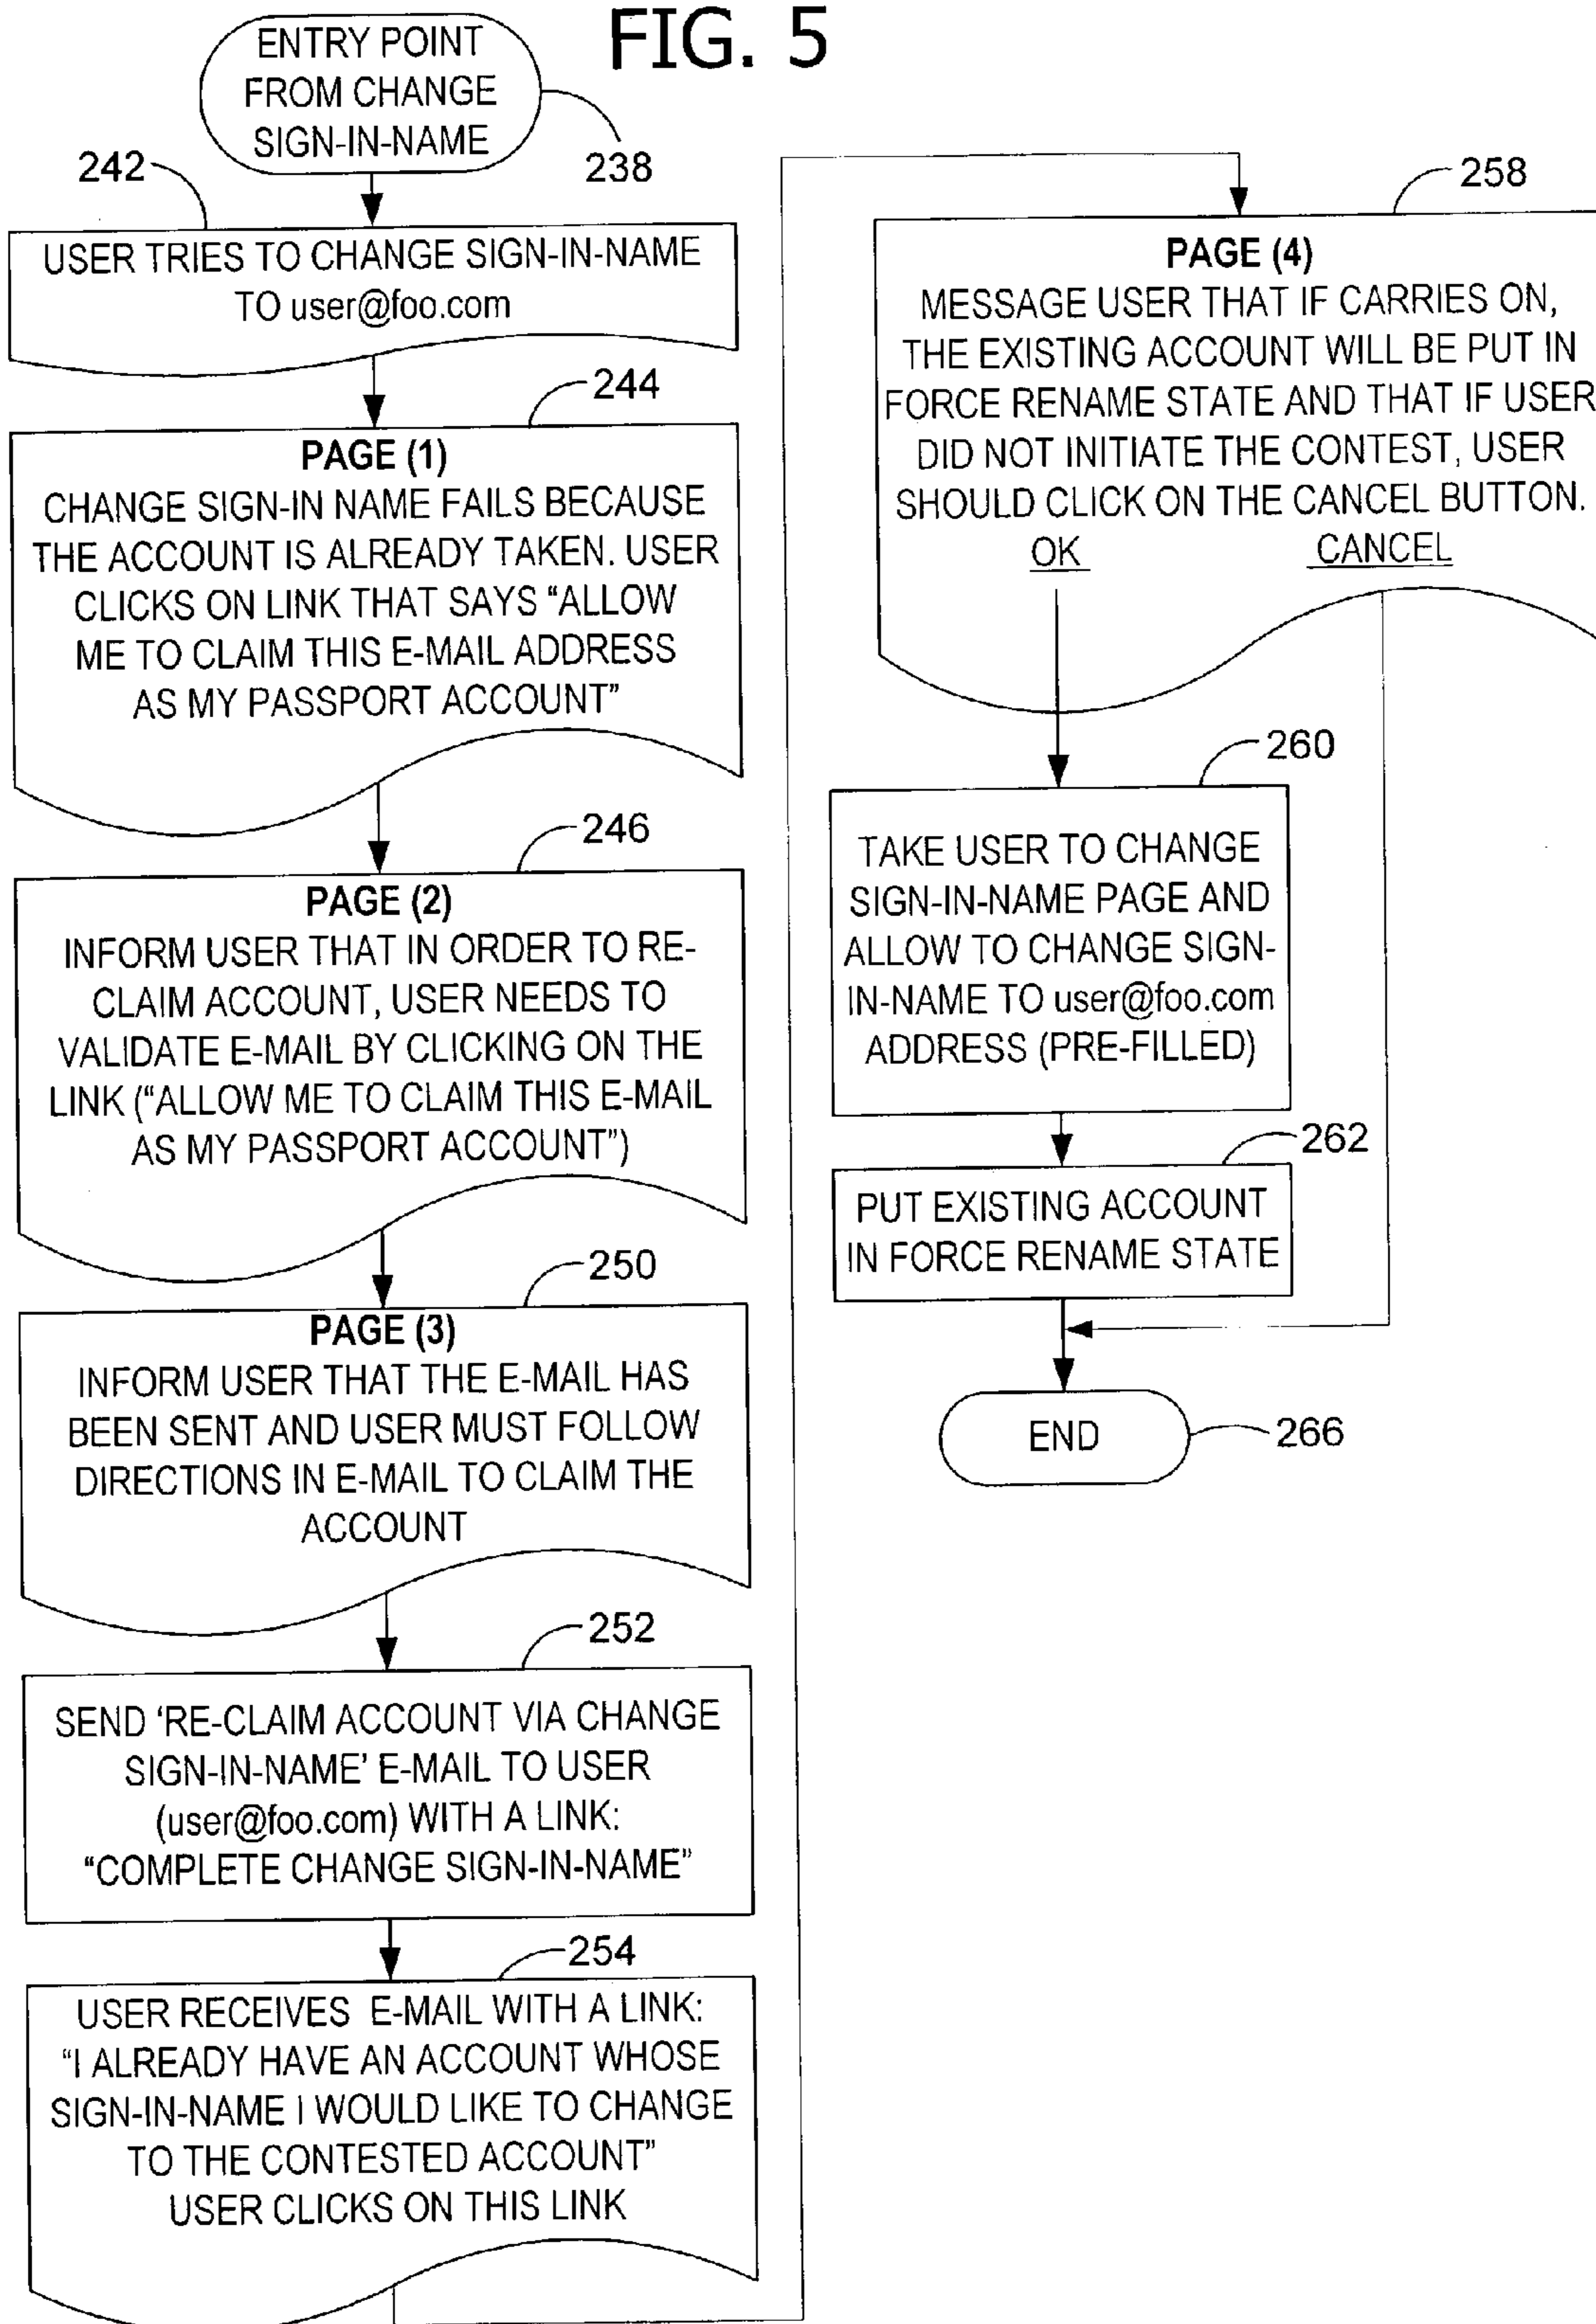 FIG. 5
ENTRY POINT
FROM CHANGE
SIGN-IN-NAME
238
242
USER TRIES TO CHANGE SIGN-IN-NAME
TO user@foo.com
244
PAGE (1)
CHANGE SIGN-IN NAME FAILS BECAUSE
THE ACCOUNT IS ALREADY TAKEN. USER
CLICKS ON LINK THAT SAYS “ALLOW
ME TO CLAIM THIS E-MAIL ADDRESS
AS MY PASSPORT ACCOUNT”
246
PAGE (2)
INFORM USER THAT IN ORDER TO RE-
CLAIM ACCOUNT, USER NEEDS TO
VALIDATE E-MAIL BY CLICKING ON THE
LINK (“ALLOW ME TO CLAIM THIS E-MAIL
AS MY PASSPORT ACCOUNT”)
250
PAGE (3)
INFORM USER THAT THE E-MAIL HAS
BEEN SENT AND USER MUST FOLLOW
DIRECTIONS IN E-MAIL TO CLAIM THE
ACCOUNT
252
SEND ‘RE-CLAIM ACCOUNT VIA CHANGE
SIGN-IN-NAME’ E-MAIL TO USER
(user@foo.com) WITH A LINK:
“COMPLETE CHANGE SIGN-IN-NAME”
254
USER RECEIVES E-MAIL WITH A LINK:
“I ALREADY HAVE AN ACCOUNT WHOSE
SIGN-IN-NAME I WOULD LIKE TO CHANGE
TO THE CONTESTED ACCOUNT”
USER CLICKS ON THIS LINK
258
PAGE (4)
MESSAGE USER THAT IF CARRIES ON,
THE EXISTING ACCOUNT WILL BE PUT IN
FORCE RENAME STATE AND THAT IF USER
DID NOT INITIATE THE CONTEST, USER
SHOULD CLICK ON THE CANCEL BUTTON.
OK CANCEL
260
TAKE USER TO CHANGE
SIGN-IN-NAME PAGE AND
ALLOW TO CHANGE SIGN-
IN-NAME TO user@foo.com
ADDRESS (PRE-FILLED)
262
PUT EXISTING ACCOUNT
IN FORCE RENAME STATE
END
266